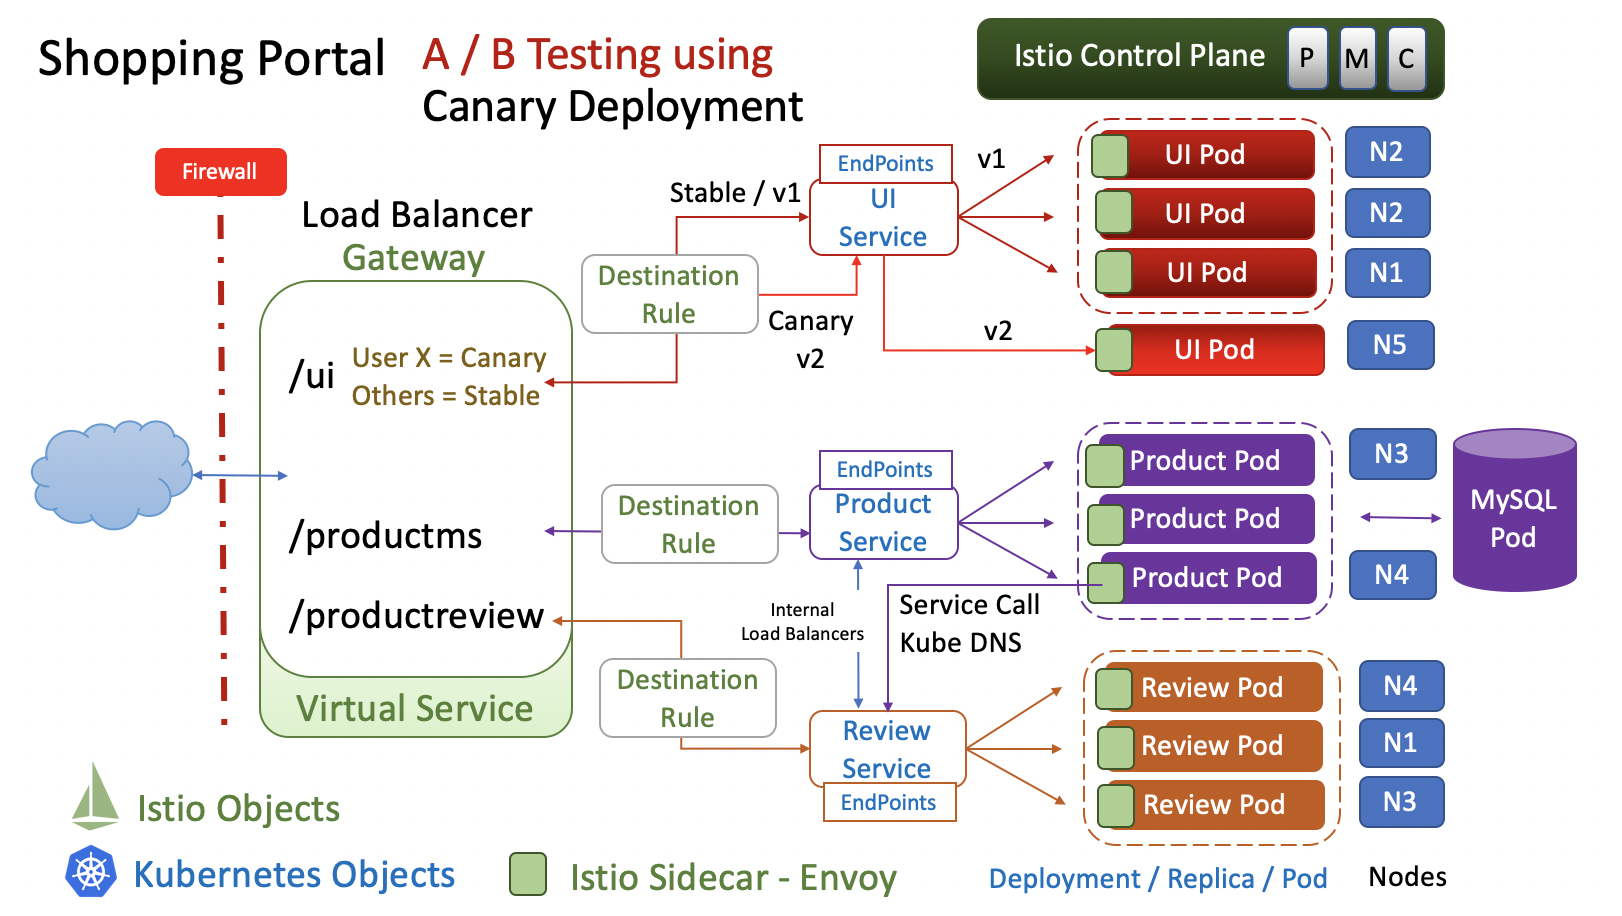 Shopping Portal
A / B Testing using
Canary Deployment
Istio Control Plane
P
M
C
Firewall
Load Balancer
Gateway
/ui
User X = Canary
Others = Stable
/productms
/productreview
Virtual Service
Destination
Rule
Stable / v1
Canary
v2
EndPoints
UI
Service
v1
v2
UI Pod
N2
UI Pod
N2
UI Pod
N1
UI Pod
N5
Destination
Rule
EndPoints
Product
Service
Product Pod
N3
Product Pod
Product Pod
N4
MySQL
Pod
Internal
Load Balancers
Service Call
Kube DNS
Destination
Rule
Review
Service
EndPoints
Review Pod
N4
Review Pod
N1
Review Pod
N3
Istio Objects
Kubernetes Objects
Istio Sidecar - Envoy
Deployment / Replica / Pod
Nodes